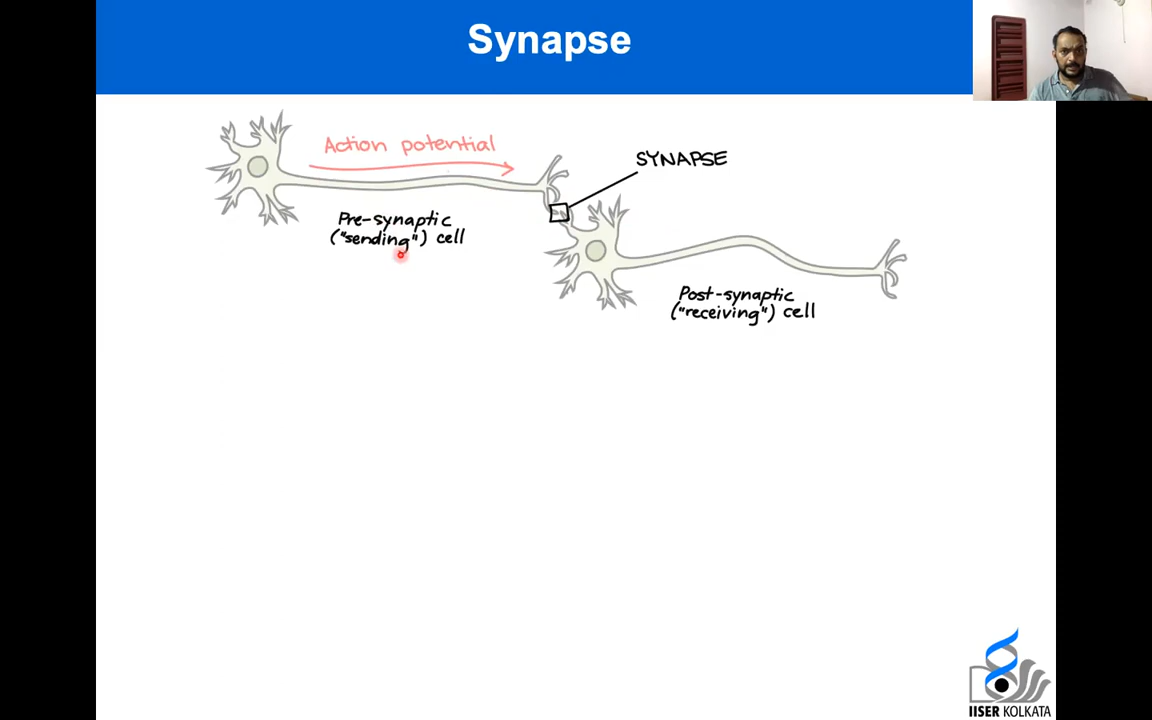 Synapse
Action potential
SYNAPSE
Pre-synaptic
("sending") cell
Post-synaptic
("receiving") cell
IISER KOLKATA